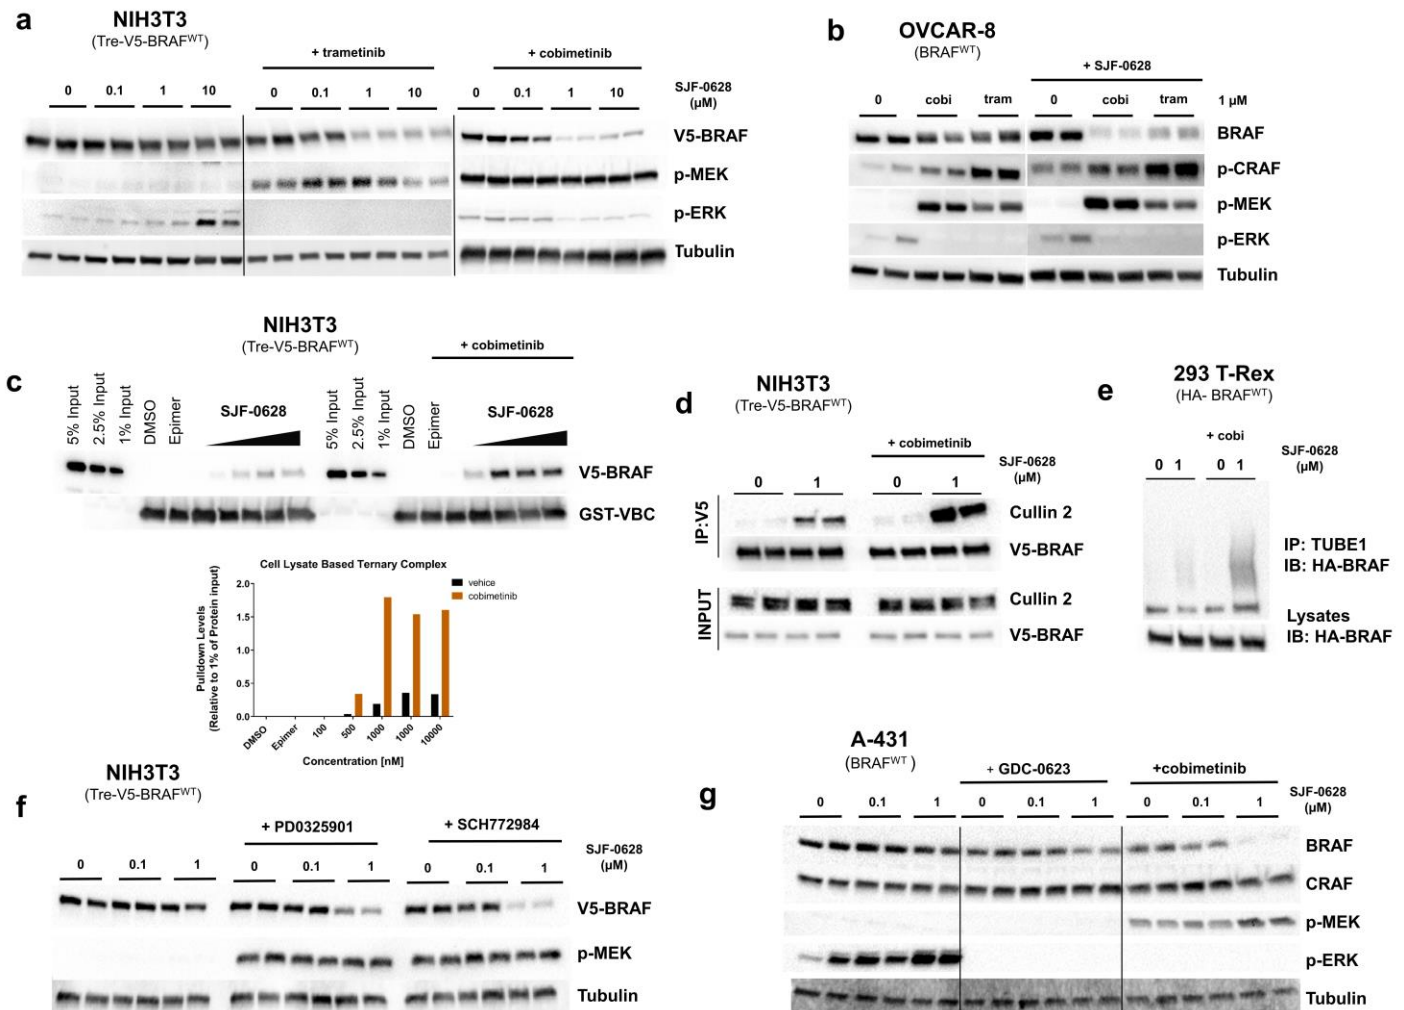 a
NIH3T3
(Tre-V5-BRAFWT)
+ trametinib
+ cobimetinib
0 0.1 1 10 0 0.1 1 10 0 0.1 1 10
SJF-0628
(µM)
V5-BRAF
p-MEK
p-ERK
Tubulin
b
OVCAR-8
(BRAFWT)
+ SJF-0628
0 cobi tram 0 cobi tram 1 µM
BRAF
p-CRAF
p-MEK
p-ERK
Tubulin
c
NIH3T3
(Tre-V5-BRAFWT)
+ cobimetinib
5% Input
2.5% Input
1% Input
DMSO
Epimer
SJF-0628
5% Input
2.5% Input
1% Input
DMSO
Epimer
SJF-0628
V5-BRAF
GST-VBC
Cell Lysate Based Ternary Complex
vehice
cobimetinib
Pulldown Levels
(Relative to 1% of Protein input)
2.0
1.5
1.0
0.5
0.0
DMSO
Epimer
100
500
1000
1000
10000
Concentration [nM]
d
NIH3T3
(Tre-V5-BRAFWT)
+ cobimetinib
0 1 0 1
SJF-0628
(µM)
IP:V5
Cullin 2
V5-BRAF
INPUT
Cullin 2
V5-BRAF
e
293 T-Rex
(HA- BRAFWT)
+ cobi
0 1 0 1
SJF-0628
(µM)
IP: TUBE1
IB: HA-BRAF
Lysates
IB: HA-BRAF
f
NIH3T3
(Tre-V5-BRAFWT)
+ PD0325901
+ SCH772984
0 0.1 1 0 0.1 1 0 0.1 1
SJF-0628
(µM)
V5-BRAF
p-MEK
Tubulin
g
A-431
(BRAFWT )
+ GDC-0623
+cobimetinib
0 0.1 1 0 0.1 1 0 0.1 1
SJF-0628
(µM)
BRAF
CRAF
p-MEK
p-ERK
Tubulin